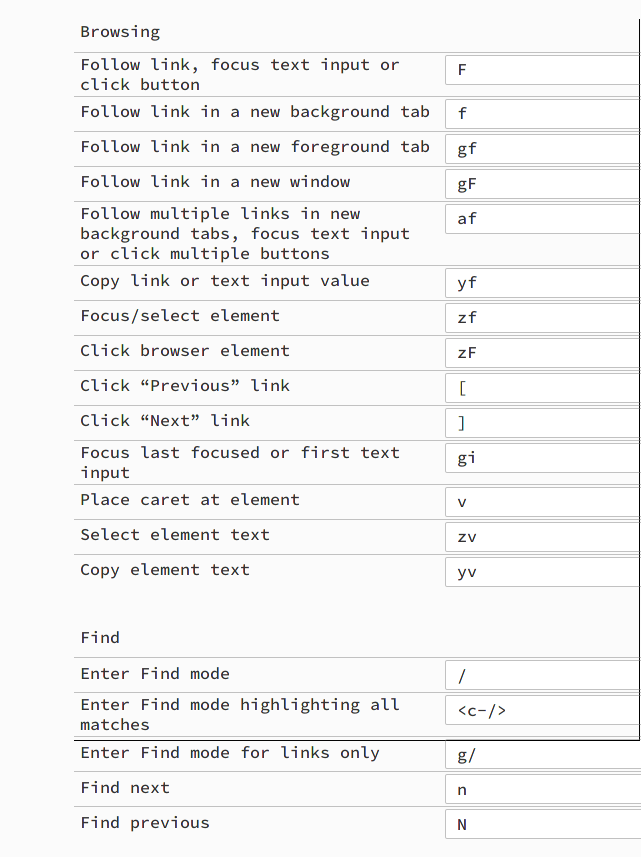 Browsing
Follow link, focus text input or
click button
F
Follow link in a new background tab
f
Follow link in a new foreground tab
gf
Follow link in a new window
gF
Follow multiple links in new
background tabs, focus text input
or click multiple buttons
af
Copy link or text input value
yf
Focus/select element
zf
Click browser element
zF
Click “Previous” link
[
Click “Next” link
]
Focus last focused or first text
input
gi
Place caret at element
v
Select element text
zv
Copy element text
yv
Find
Enter Find mode
/
Enter Find mode highlighting all
matches
<c-/>
Enter Find mode for links only
g/
Find next
n
Find previous
N